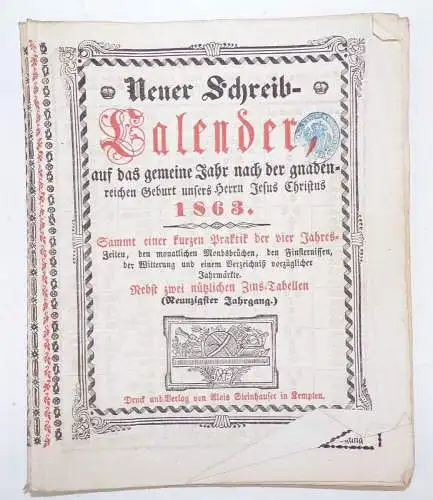 Neuer Schreib-
Calender,
auf das gemeine Jahr nach der gnaden-
reichen Geburt unsers Herrn Jesus Christus
1863.
Sammt einer kurzen Praktik der vier Jahres-
Zeiten, den monatlichen Mondsbrüchen, den Finsternissen,
der Witterung und einem Verzeichniß vorzüglicher
Jahrmärkte.
Nebst zwei nützlichen Zins-Tabellen
(Neunzigster Jahrgang.)
Druck und Verlag von Alois Steinhauser in Kempten.